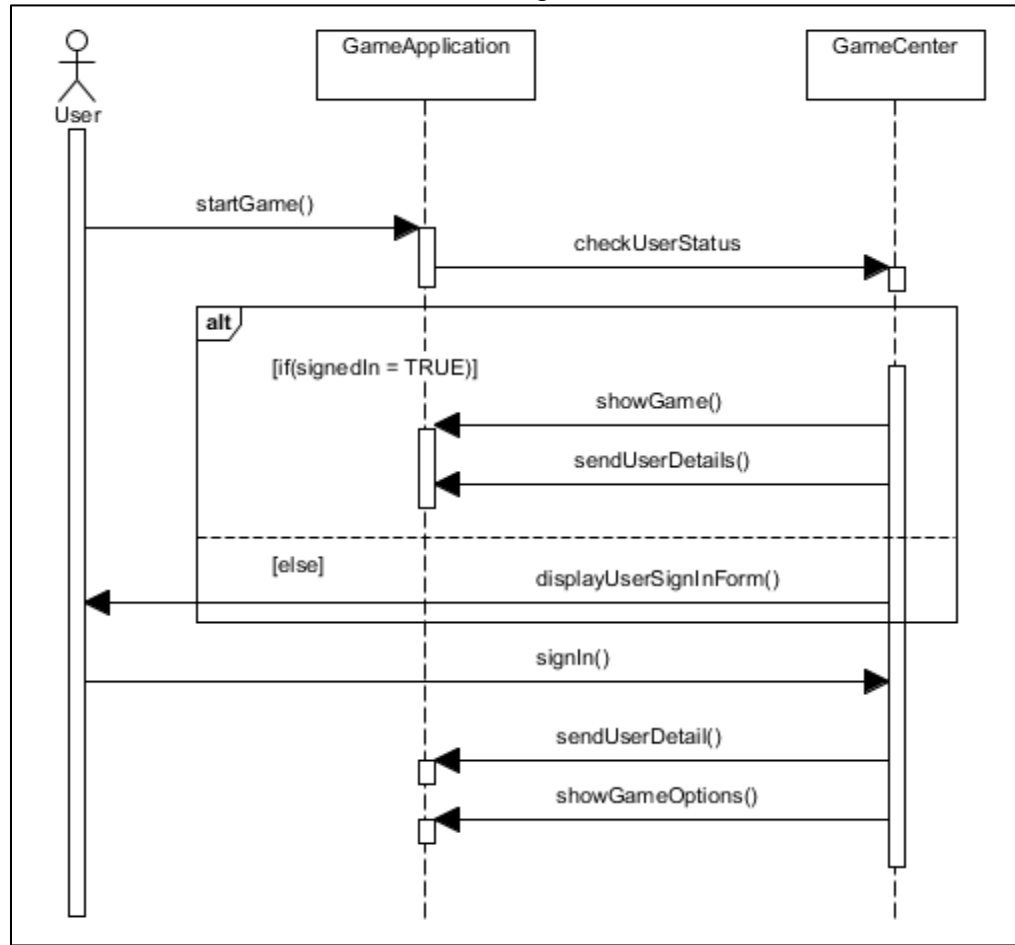 GameApplication
GameCenter
User
startGame()
checkUserStatus
alt
[if(signedIn = TRUE)]
showGame()
sendUserDetails()
[else]
displayUserSignInForm()
signIn()
sendUserDetail()
showGameOptions()